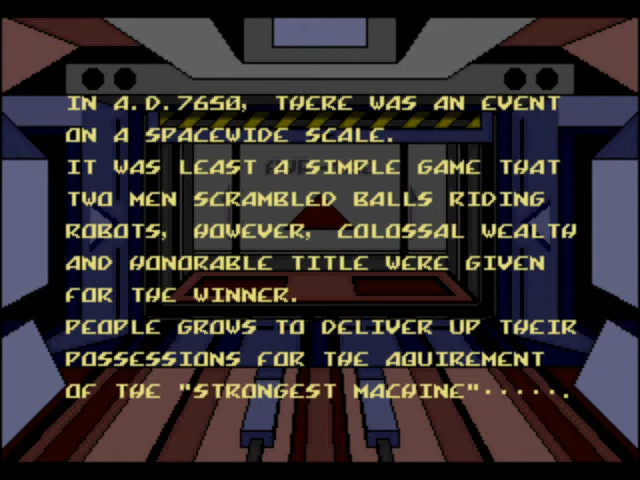 IN A.D.7650, THERE WAS AN EVENT
ON A SPACEWIDE SCALE.
IT WAS LEAST A SIMPLE GAME THAT
TWO MEN SCRAMBLED BALLS RIDING
ROBOTS, HOWEVER, COLOSSAL WEALTH
AND HONORABLE TITLE WERE GIVEN
FOR THE WINNER.
PEOPLE GROWS TO DELIVER UP THEIR
POSSESSIONS FOR THE AQUIREMENT
OF THE "STRONGEST MACHINE"·····.